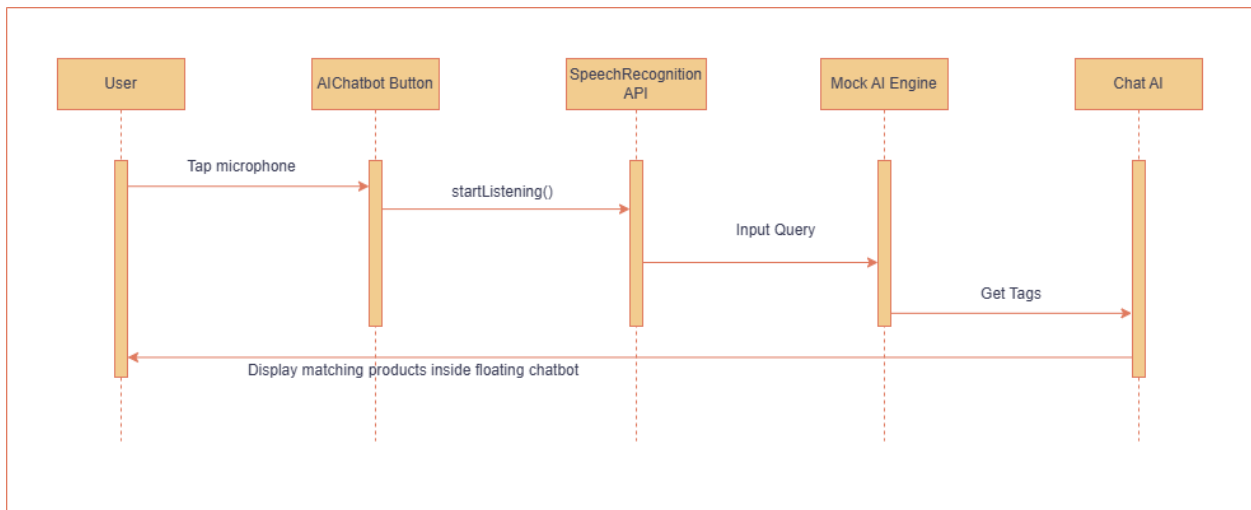 User
AIChatbot Button
SpeechRecognition
API
Mock AI Engine
Chat AI
Tap microphone
startListening()
Input Query
Get Tags
Display matching products inside floating chatbot